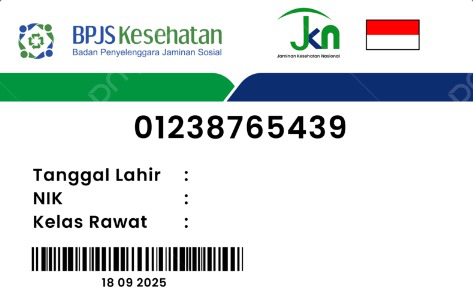 BPJS Kesehatan
Badan Penyelenggara Jaminan Sosial
Jkn
Jaminan Kesehatan Nasional
01238765439
Tanggal Lahir :
NIK :
Kelas Rawat :
18 09 2025